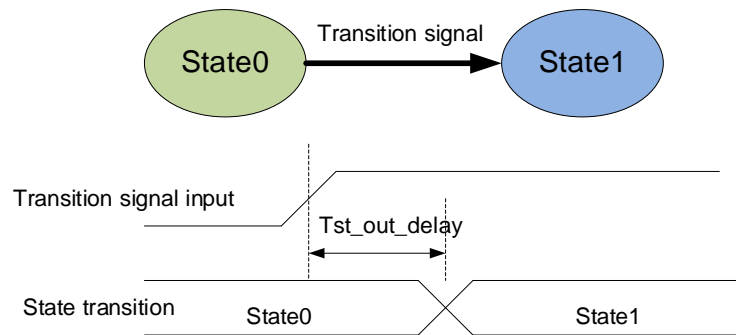 State0
Transition signal
State1
Transition signal input
Tst_out_delay
State transition
State0
State1